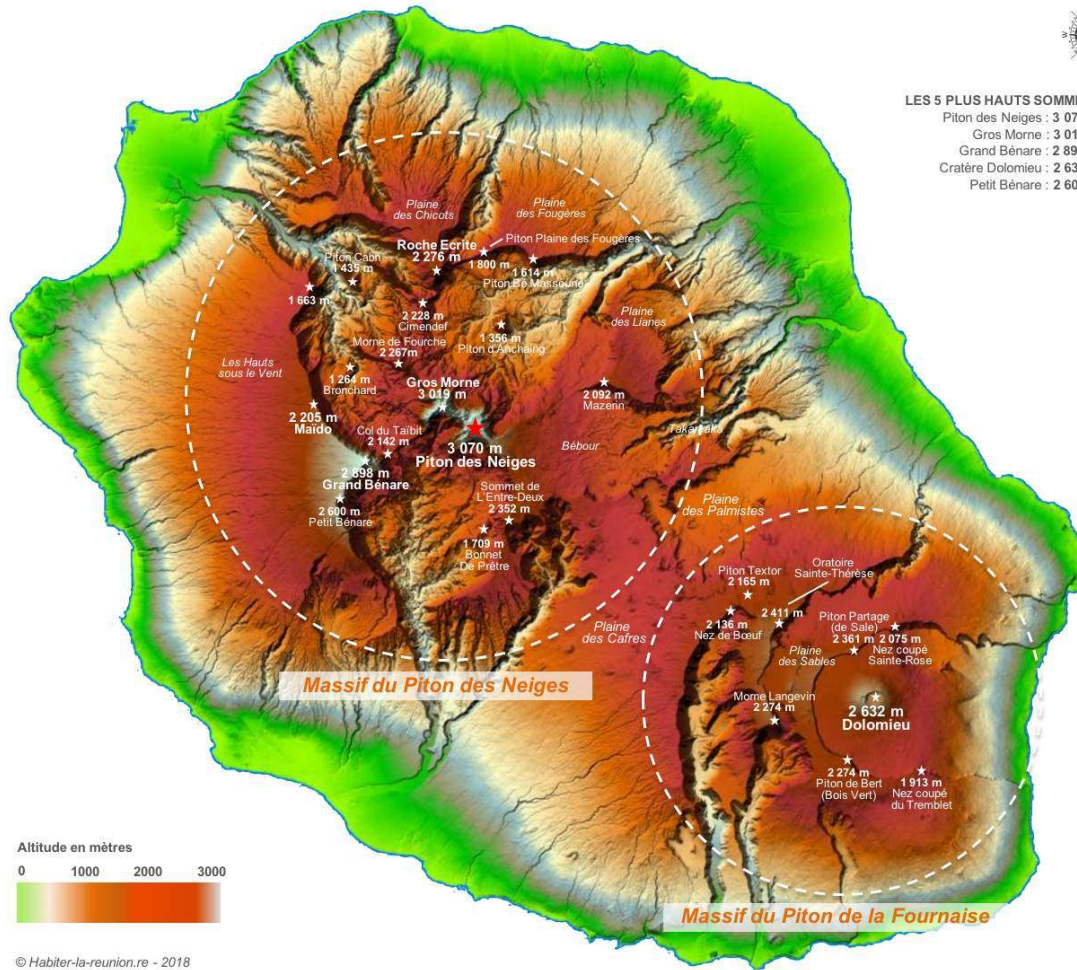 W
LES 5 PLUS HAUTS SOMME
Piton des Neiges : 3 07
Gros Morne : 3 01
Grand Bénare : 2 89
Cratère Dolomieu : 2 63
Petit Bénare : 2 60
Plaine
des Chicots
Plaine
des Fougères
Roche Ecrite
2 276 m
Piton Plaine des Fougères
1 800 m
1 614 m
Piton Bé Massoune
Piton Cabri
1 435 m
1 663 m
2 228 m
Cimendef
1 356 m
Piton d'Anchaing
Plaine
des Lianes
Morne de Fourche
2 267m
Les Hauts
sous le Vent
1 264 m
Bronchard
Gros Morne
3 019 m
2 092 m
Mazerin
2 205 m
Maïdo
Col du Taïbit
2 142 m
Takamaka
3 070 m
Piton des Neiges
Bébour
2 898 m
Grand Bénare
2 600 m
Petit Bénare
Sommet de
L'Entre-Deux
2 352 m
1 709 m
Bonnet
De Prêtre
Plaine
des Palmistes
Piton Textor
2 165 m
Oratoire
Sainte-Thérèse
2 411 m
2 136 m
Nez de Bœuf
Plaine
des Cafres
Piton Partage
(de Sale)
2 361 m
2 075 m
Nez coupé
Sainte-Rose
Plaine
des Sables
Massif du Piton des Neiges
Morne Langevin
2 274 m
2 632 m
Dolomieu
2 274 m
Piton de Bert
(Bois Vert)
1 913 m
Nez coupé
du Tremblet
Altitude en mètres
0 1000 2000 3000
Massif du Piton de la Fournaise
© Habiter-la-reunion.re - 2018